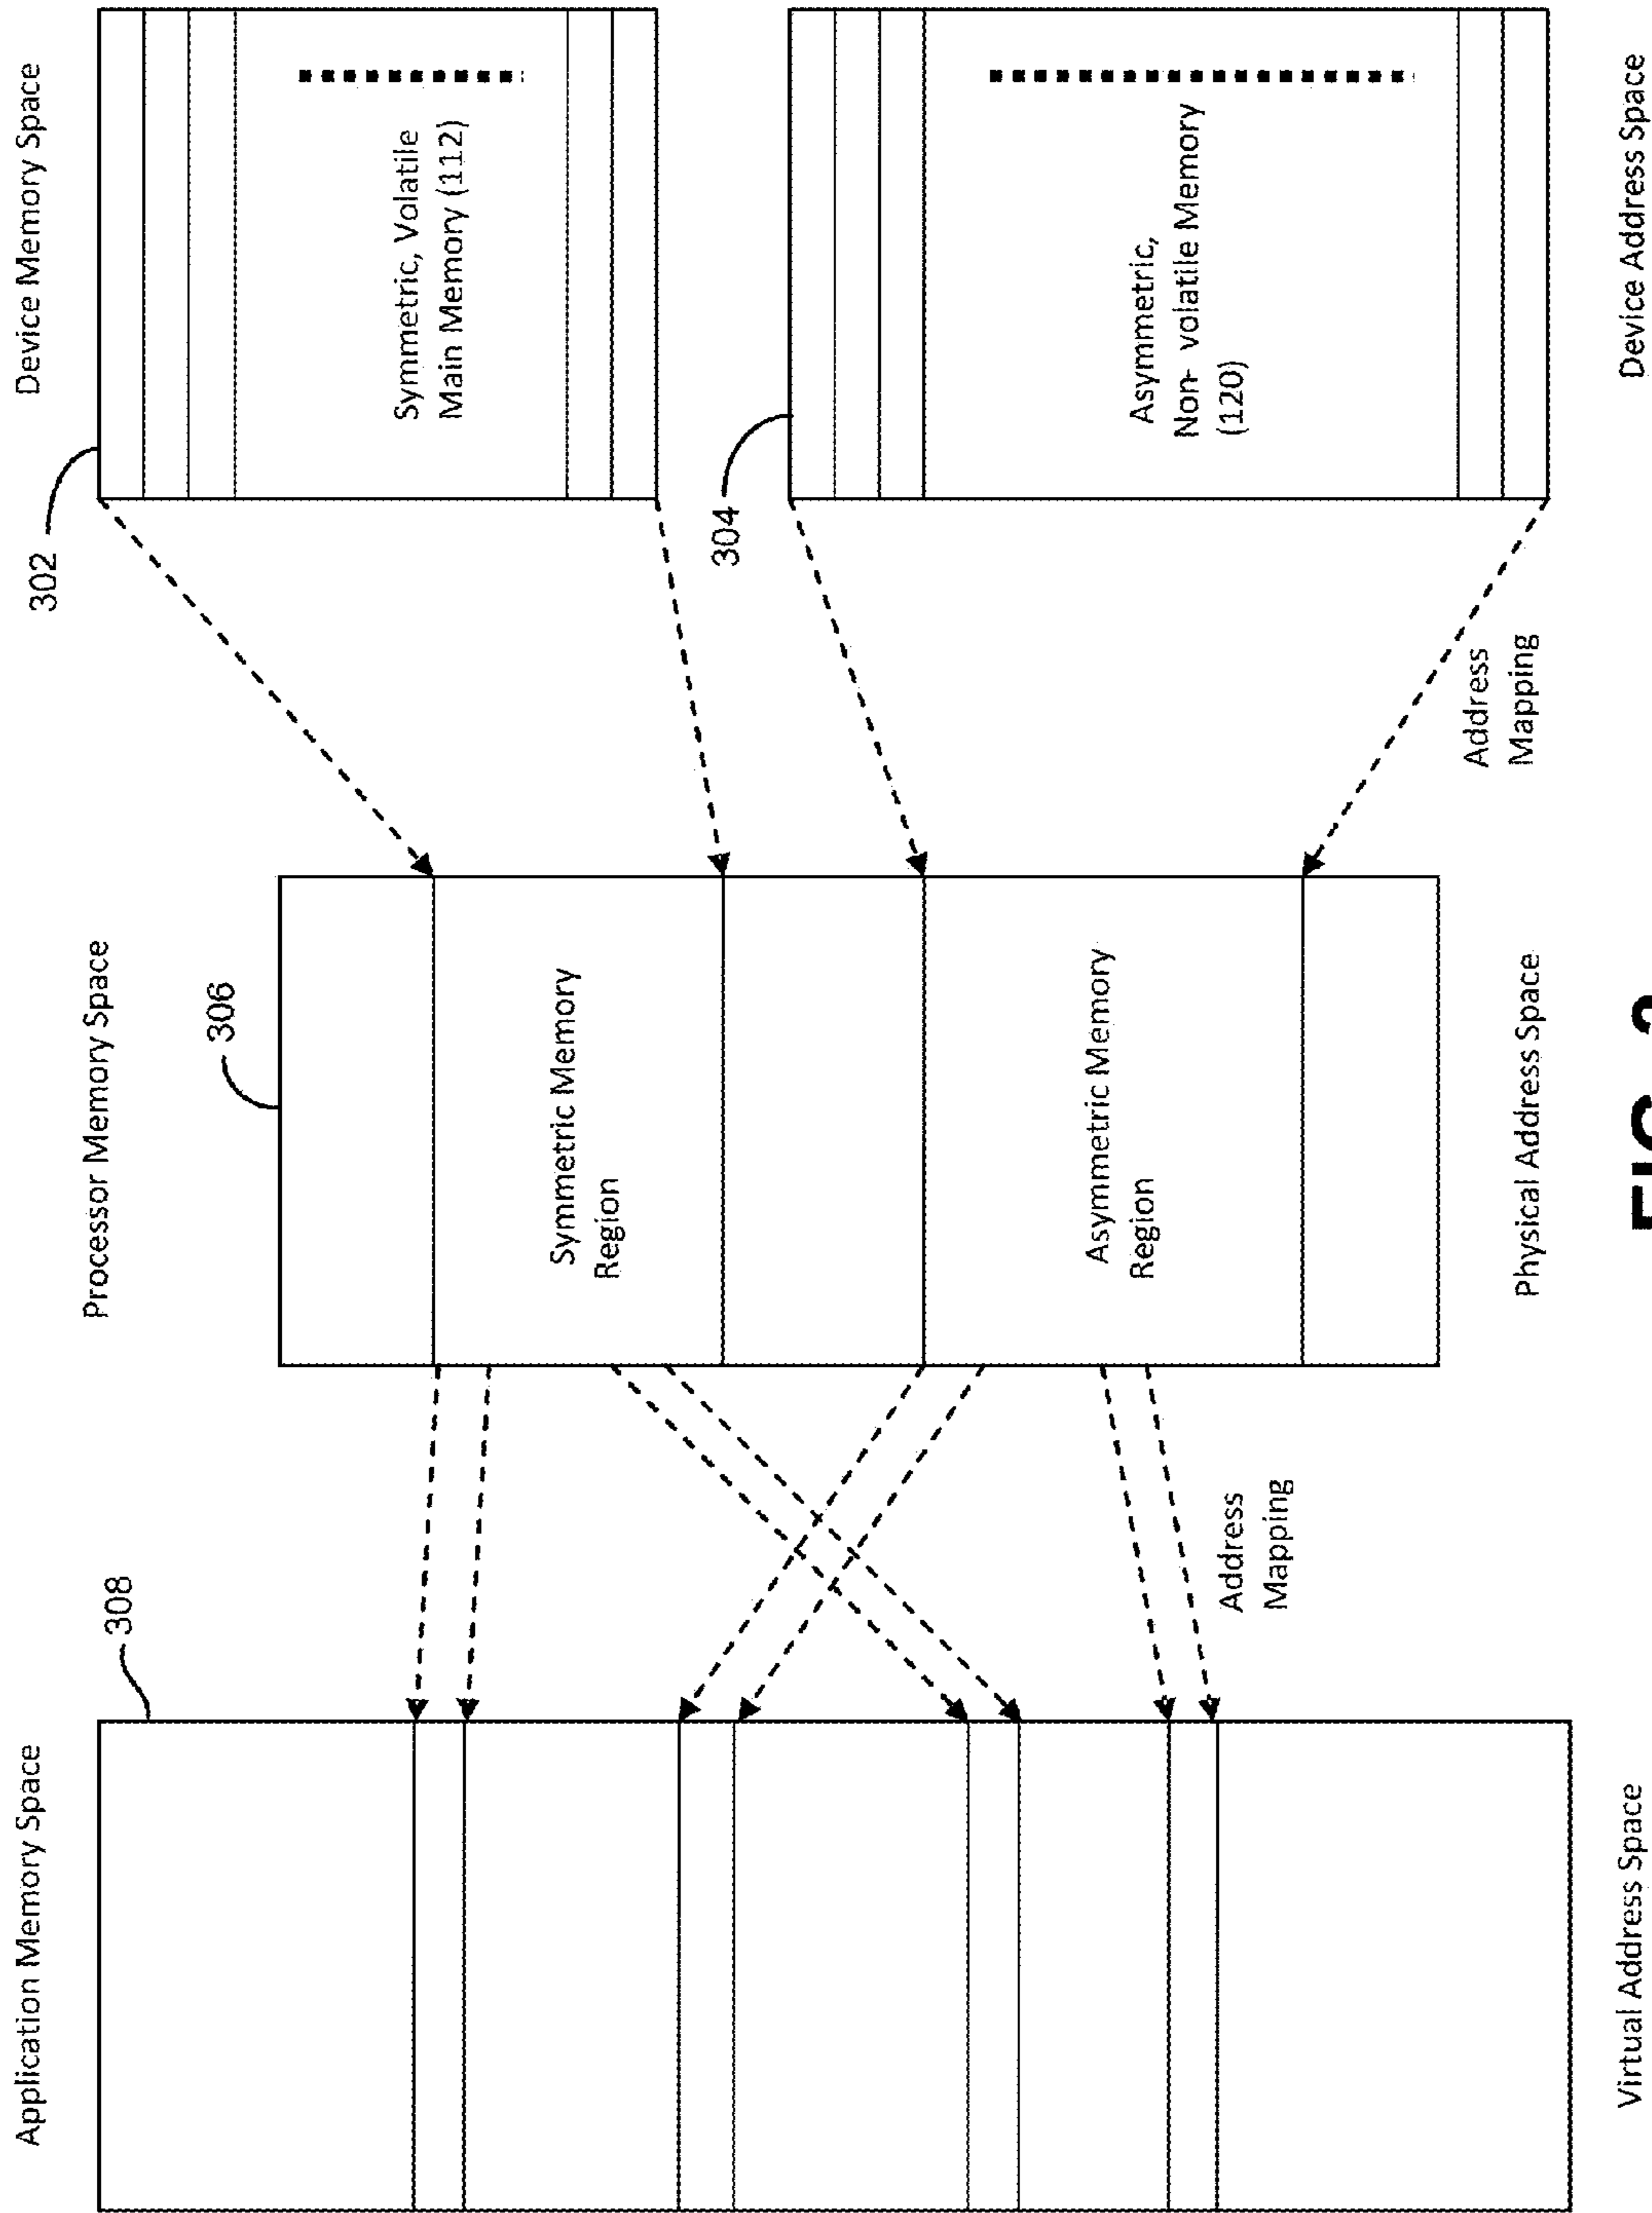 Application Memory Space
Device Memory Space
302
Processor Memory Space
308
306
Symmetric, Volatile
Main Memory (112)
Symmetric Memory
Region
304
Asymmetric Memory
Region
Asymmetric,
Non- volatile Memory
(120)
Address
Mapping
Address
Mapping
Physical Address Space
Virtual Address Space
Device Address Space